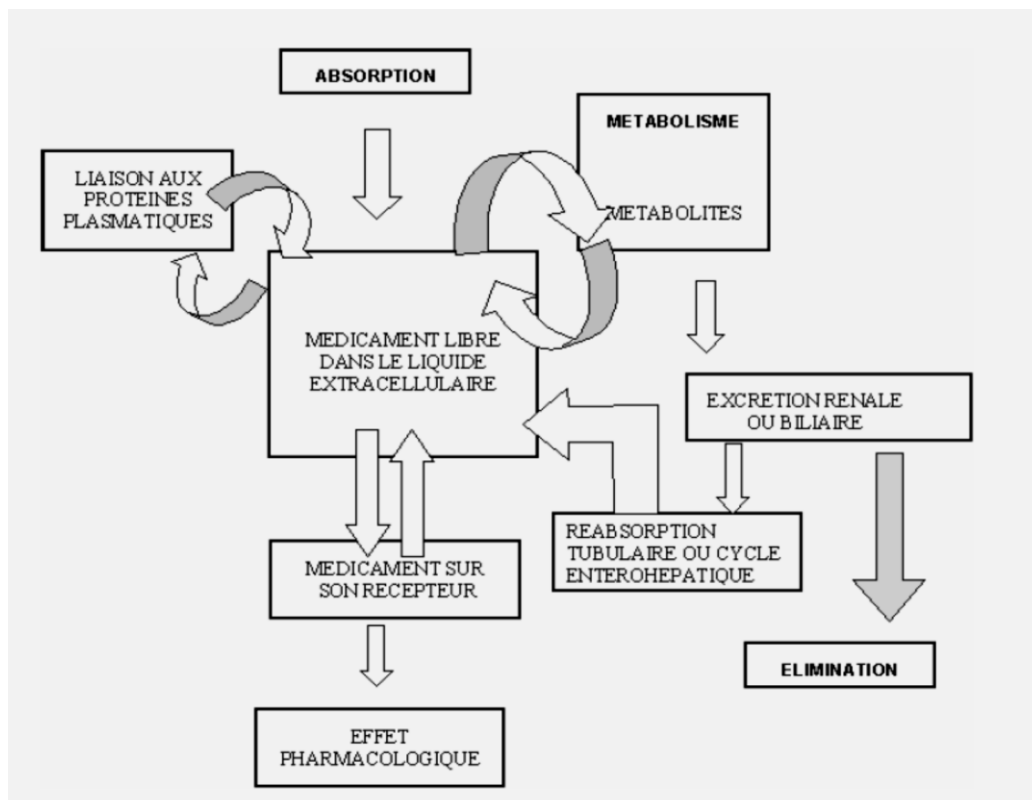 ABSORPTION
METABOLISME
METABOLITES
LIAISON AUX
PROTEINES
PLASMATIQUES
MEDICAMENT LIBRE
DANS LE LIQUIDE
EXTRACELLULAIRE
EXCRETION RENALE
OU BILIAIRE
REABSORPTION
TUBULAIRE OU CYCLE
ENTEROHEPATIQUE
MEDICAMENT SUR
SON RECEPTEUR
ELIMINATION
EFFET
PHARMACOLOGIQUE